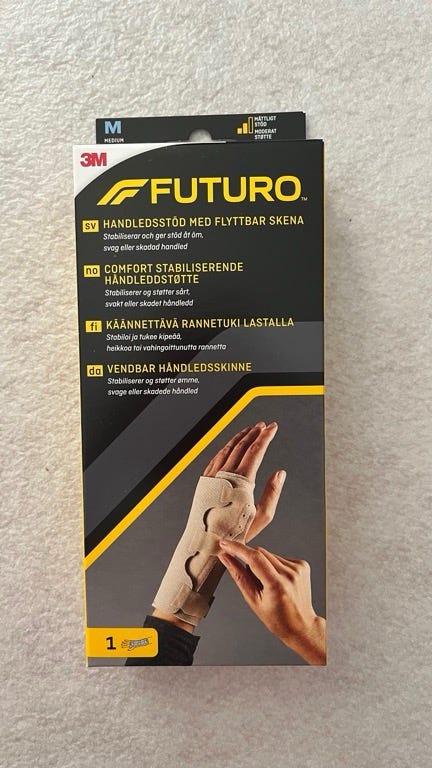 M
MEDIUM
MÅTTLIGT
STÖD
MODERAT
STØTTE
3M
FUTURO™
sv HANDLEDSSTÖD MED FLYTTBAR SKENA
Stabiliserar och ger stöd åt öm,
svag eller skadad handled
no COMFORT STABILISERENDE
HÅNDLEDDSTØTTE
Stabiliserer og støtter sårt,
svakt eller skadet håndledd
fi KÄÄNNETTÄVÄ RANNETUKI LASTALLA
Stabiloi ja tukee kipeää,
heikkoa tai vahingoittunutta rannetta
da VENDBAR HÅNDLEDSSKINNE
Stabiliserer og støtter ømme,
svage eller skadede håndled
1